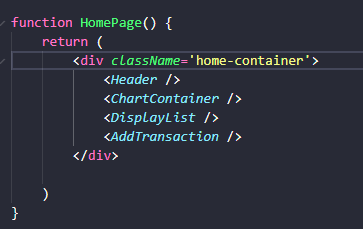 function HomePage() {
    return (
        <div className='home-container'>
            <Header />
            <ChartContainer />
            <DisplayList />
            <AddTransaction />
        </div>

    )
}